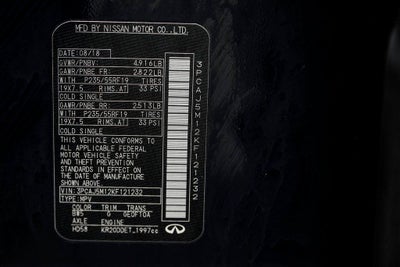 MFD BY NISSAN MOTOR CO.,LTD.
DATE: 08/18
GVWR/PNBV: 4916LB
GAWR/PNBE FR: 2822LB
WITH P235/55RF19 TIRES
19X7.5 RIMS.AT 33 PSI
COLD SINGLE
GAWR/PNBE RR: 2513LB
WITH P235/55RF19 TIRES
19X7.5 RIMS.AT 33 PSI
COLD SINGLE
THIS VEHICLE CONFORMS TO
ALL APPLICABLE FEDERAL
MOTOR VEHICLE SAFETY
AND THEFT PREVENTION
STANDARDS IN EFFECT ON
THE DATE OF MANUFACTURE
SHOWN ABOVE.
VIN: 3PCAJ5M12KF121232
TYPE: MPV
COLOR TRIM TRANS
BW5 G GEOF10A
AXLE ENGINE
HD58 KR20DDET_1997cc
3PCAJ5M12KF121232